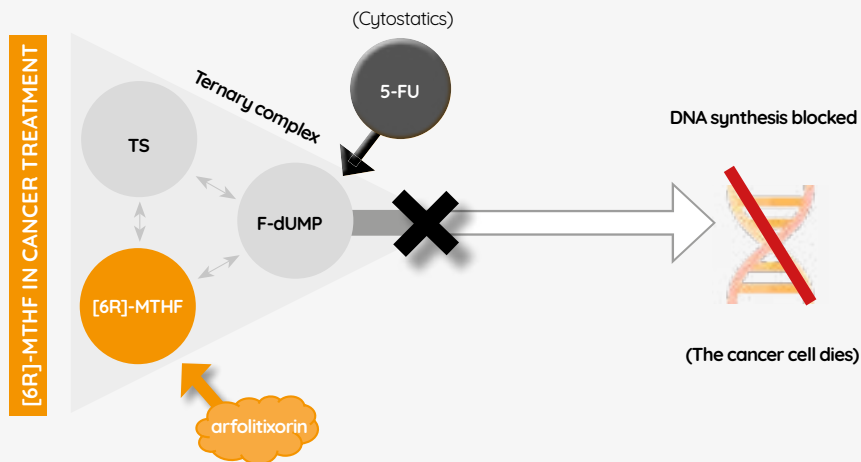 [6R]-MTHF IN CANCER TREATMENT
(Cytostatics)
5-FU
Ternary complex
TS
F-dUMP
[6R]-MTHF
arfolitixorin
DNA synthesis blocked
(The cancer cell dies)